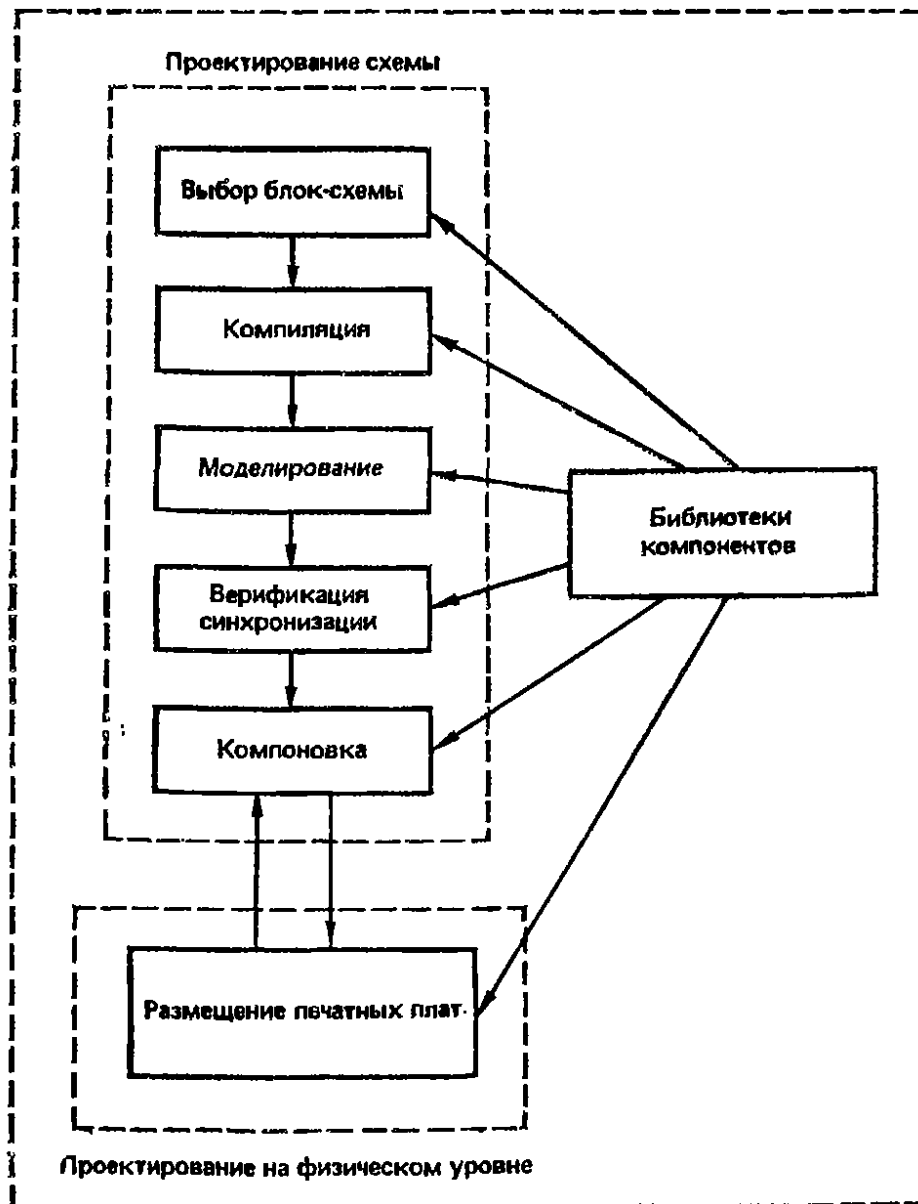 Проектирование схемы
Выбор блок-схемы
Компиляция
Моделирование
Библиотеки
компонентов
Верификация
синхронизации
Компоновка
Размещение печатных плат.
Проектирование на физическом уровне